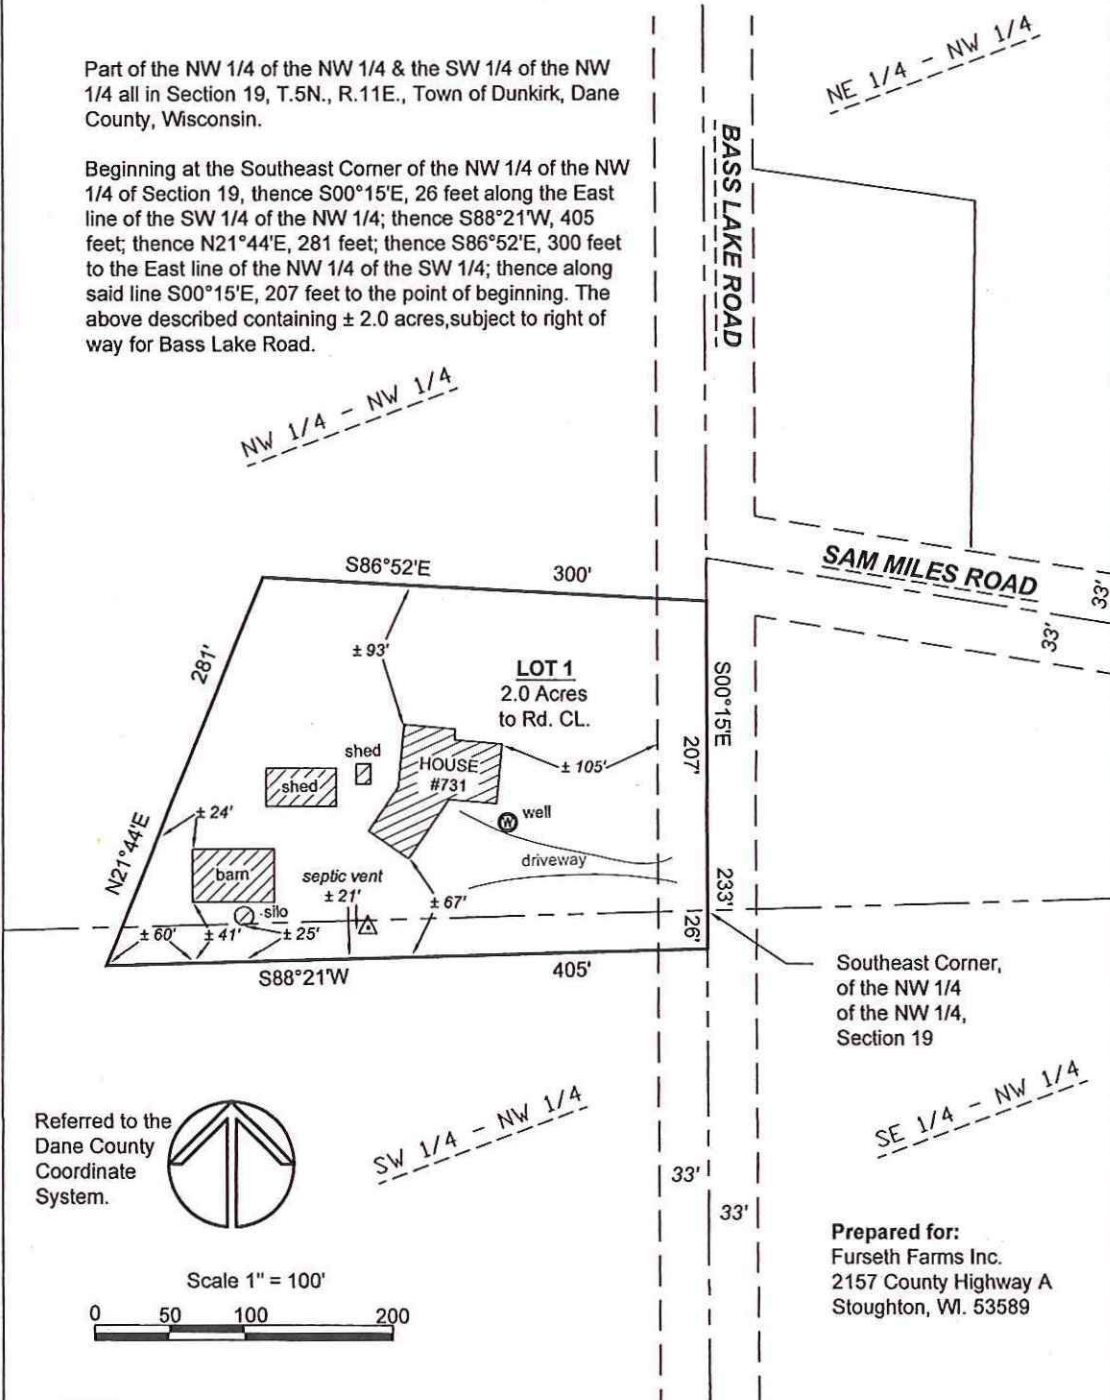 Part of the NW 1/4 of the NW 1/4 & the SW 1/4 of the NW
1/4 all in Section 19, T.5N., R.11E., Town of Dunkirk, Dane
County, Wisconsin.
Beginning at the Southeast Corner of the NW 1/4 of the NW
1/4 of Section 19, thence S00°15'E, 26 feet along the East
line of the SW 1/4 of the NW 1/4; thence S88°21'W, 405
feet; thence N21°44'E, 281 feet; thence S86°52'E, 300 feet
to the East line of the NW 1/4 of the SW 1/4; thence along
said line S00°15'E, 207 feet to the point of beginning. The
above described containing ± 2.0 acres,subject to right of
way for Bass Lake Road.
NE 1/4 - NW 1/4
BASS LAKE ROAD
NW 1/4 - NW 1/4
SAM MILES ROAD
33'
33'
S86°52'E
300'
281'
± 93'
LOT 1
2.0 Acres
to Rd. CL.
S00°15'E
207'
shed
shed
HOUSE
#731
± 105'
± 24'
W
well
N21°44'E
barn
septic vent
± 21'
driveway
± 67'
233'
26'
silo
± 60'
± 41'
± 25'
S88°21'W
405'
Southeast Corner,
of the NW 1/4
of the NW 1/4,
Section 19
Referred to the
Dane County
Coordinate
System.
SW 1/4 - NW 1/4
SE 1/4 - NW 1/4
33'
33'
Prepared for:
Furseth Farms Inc.
2157 County Highway A
Stoughton, WI. 53589
Scale 1" = 100'
0 50 100 200